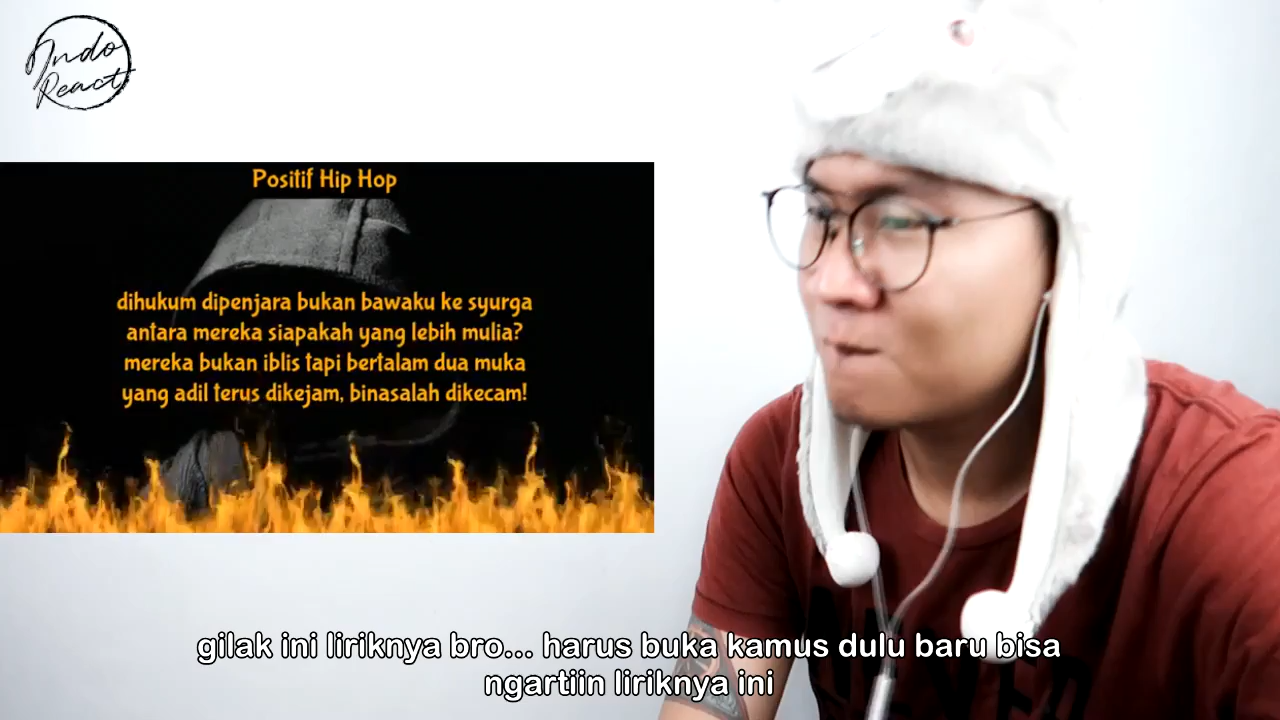 Indo
React
Positif Hip Hop
dihukum dipenjara bukan bawaku ke syurga
antara mereka siapakah yang lebih mulia?
mereka bukan iblis tapi bertalam dua muka
yang adil terus dikejam, binasalah dikecam!
gilak ini liriknya bro... harus buka kamus dulu baru bisa
ngartiin liriknya ini